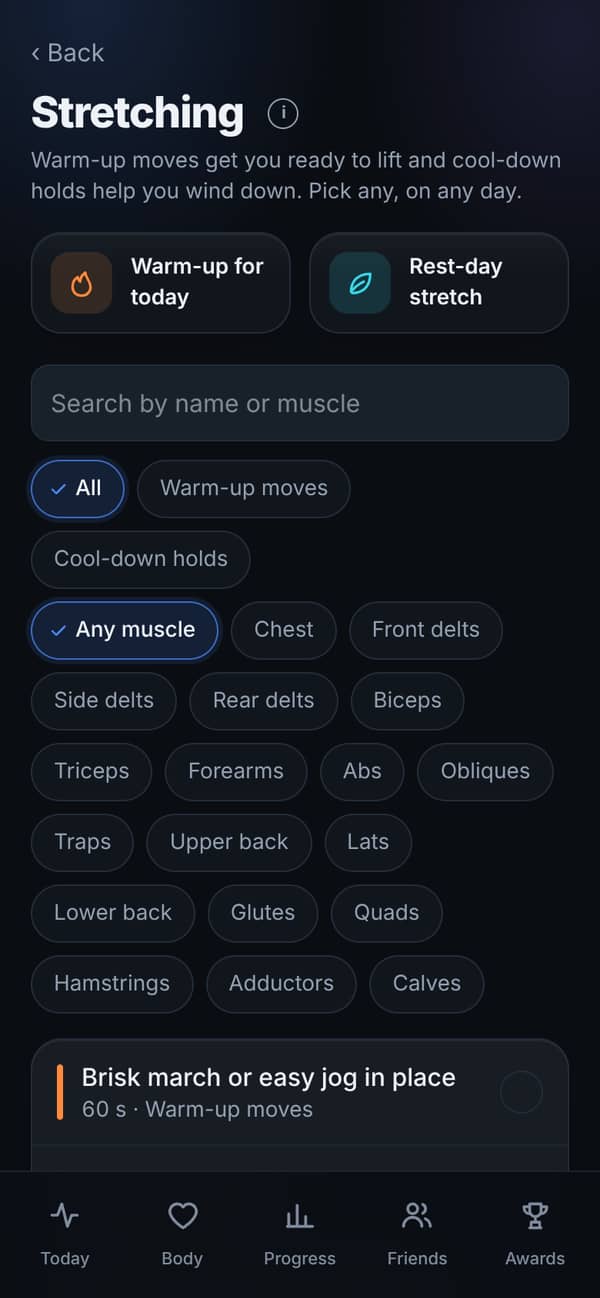 ‹ Back
Stretching
Warm-up moves get you ready to lift and cool-down
holds help you wind down. Pick any, on any day.
Warm-up for
today
Rest-day
stretch
Search by name or muscle
All
Warm-up moves
Cool-down holds
Any muscle
Chest
Front delts
Side delts
Rear delts
Biceps
Triceps
Forearms
Abs
Obliques
Traps
Upper back
Lats
Lower back
Glutes
Quads
Hamstrings
Adductors
Calves
Brisk march or easy jog in place
60 s · Warm-up moves
Today
Body
Progress
Friends
Awards